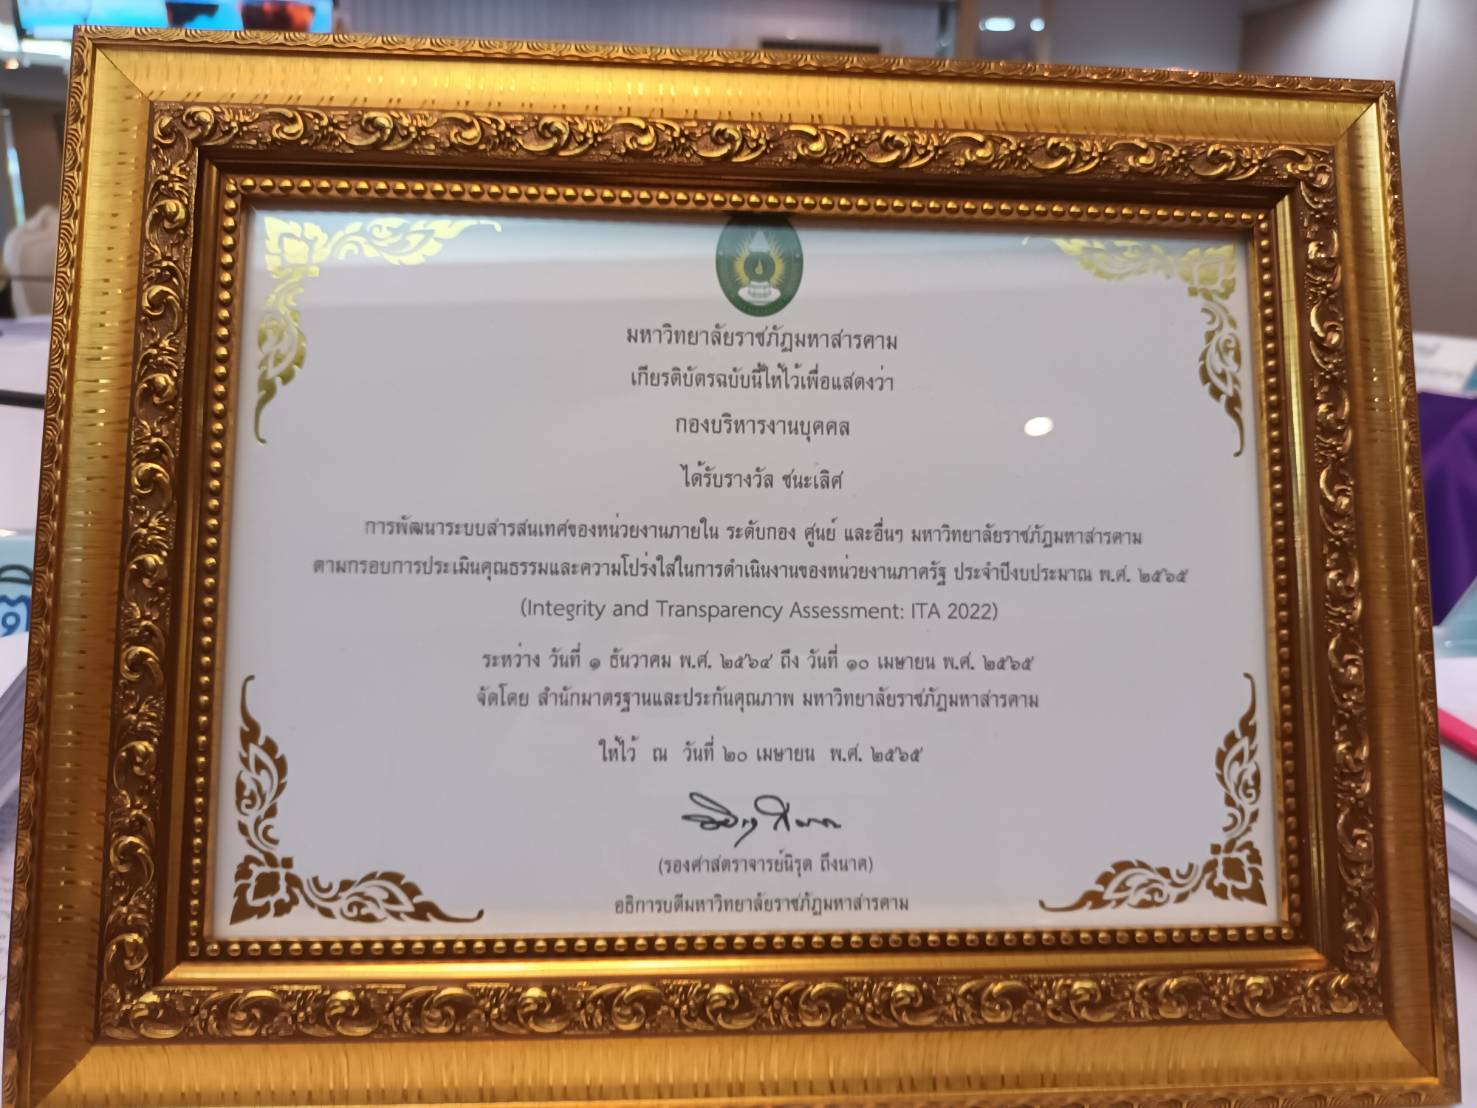 มหาวิทยาลัยราชภัฏมหาสารคาม
เกียรติบัตรฉบับนี้ให้ไว้เพื่อแสดงว่า
กองบริหารงานบุคคล
ได้รับรางวัล ชนะเลิศ
การพัฒนาระบบสารสนเทศของหน่วยงานภายใน ระดับกอง ศูนย์ และอื่นๆ มหาวิทยาลัยราชภัฏมหาสารคาม
ตามกรอบการประเมินคุณธรรมและความโปร่งใสในการดำเนินงานของหน่วยงานภาครัฐ ประจำปีงบประมาณ พ.ศ. ๒๕๖๕
(Integrity and Transparency Assessment: ITA 2022)
ระหว่าง วันที่ ๑ ธันวาคม พ.ศ. ๒๕๖๔ ถึง วันที่ ๑๐ เมษายน พ.ศ. ๒๕๖๕
จัดโดย สำนักมาตรฐานและประกันคุณภาพ มหาวิทยาลัยราชภัฏมหาสารคาม
ให้ไว้ ณ วันที่ ๒๐ เมษายน พ.ศ. ๒๕๖๕
(รองศาสตราจารย์นิรุต ถึงนาค)
อธิการบดีมหาวิทยาลัยราชภัฏมหาสารคาม